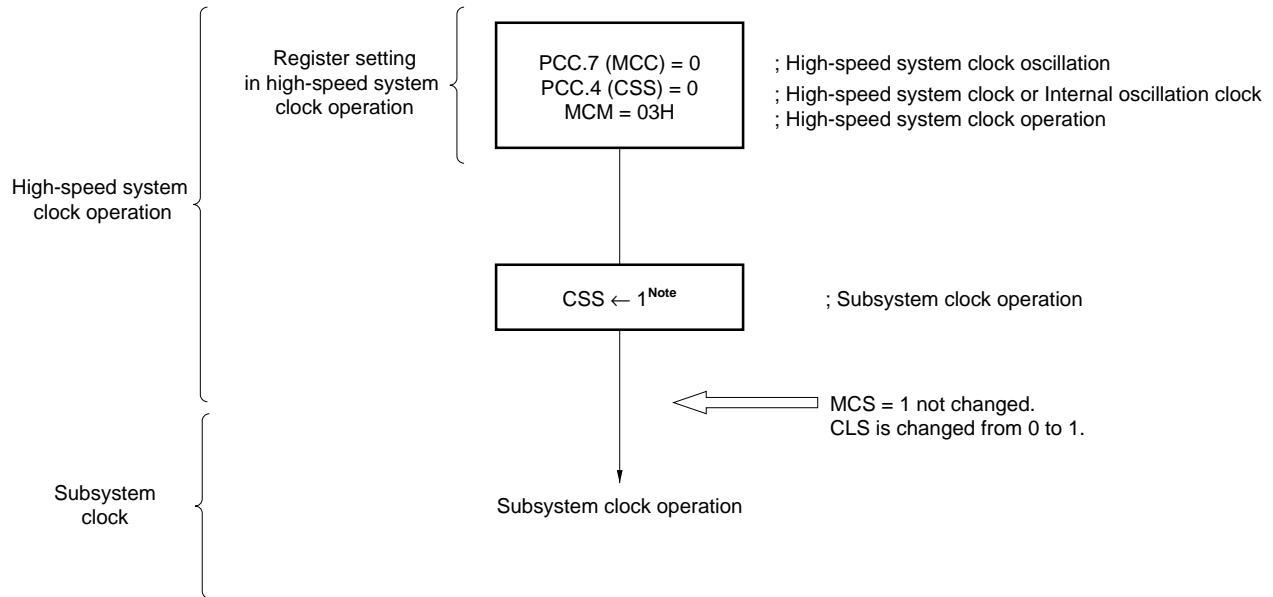 Register setting
in high-speed system
clock operation
PCC.7 (MCC) = 0
PCC.4 (CSS) = 0
MCM = 03H
; High-speed system clock oscillation
; High-speed system clock or Internal oscillation clock
; High-speed system clock operation
High-speed system
clock operation
CSS ← 1Note
; Subsystem clock operation
MCS = 1 not changed.
CLS is changed from 0 to 1.
Subsystem
clock
Subsystem clock operation